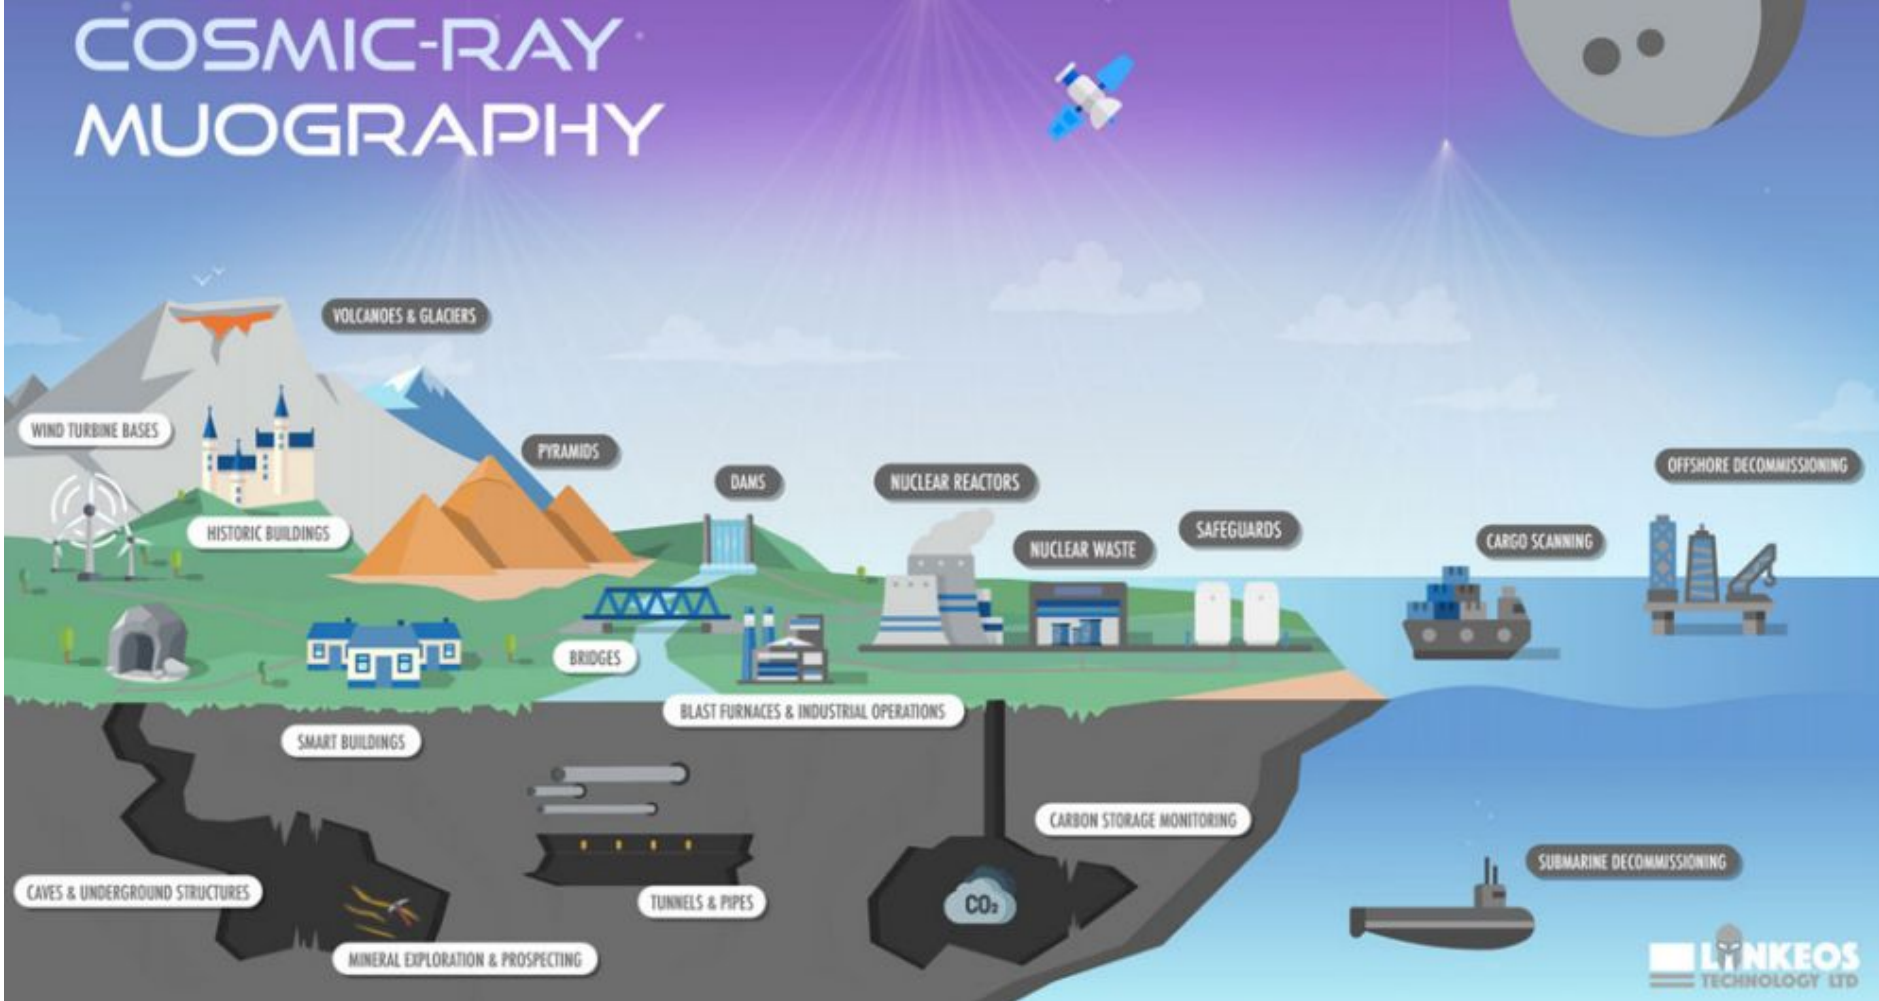 COSMIC-RAY
MUOGRAPHY
VOLCANOES & GLACIERS
WIND TURBINE BASES
PYRAMIDS
OFFSHORE DECOMMISSIONING
DAMS
NUCLEAR REACTORS
HISTORIC BUILDINGS
SAFEGUARDS
CARGO SCANNING
NUCLEAR WASTE
BRIDGES
BLAST FURNACES & INDUSTRIAL OPERATIONS
SMART BUILDINGS
CARBON STORAGE MONITORING
SUBMARINE DECOMMISSIONING
CAVES & UNDERGROUND STRUCTURES
TUNNELS & PIPES
CO₂
MINERAL EXPLORATION & PROSPECTING
LYNKEOS
TECHNOLOGY LTD